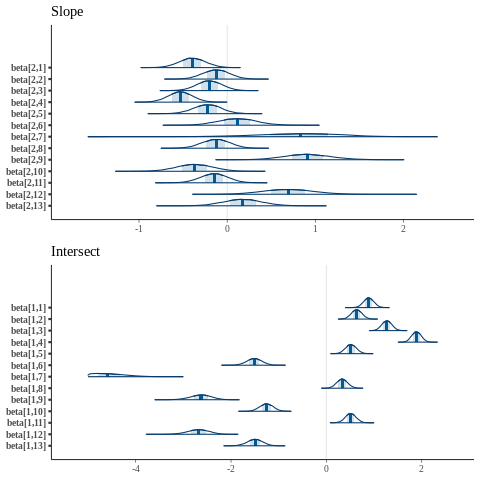 Slope
beta[2,1]
beta[2,2]
beta[2,3]
beta[2,4]
beta[2,5]
beta[2,6]
beta[2,7]
beta[2,8]
beta[2,9]
beta[2,10]
beta[2,11]
beta[2,12]
beta[2,13]
-1 0 1 2
Intersect
beta[1,1]
beta[1,2]
beta[1,3]
beta[1,4]
beta[1,5]
beta[1,6]
beta[1,7]
beta[1,8]
beta[1,9]
beta[1,10]
beta[1,11]
beta[1,12]
beta[1,13]
-4 -2 0 2